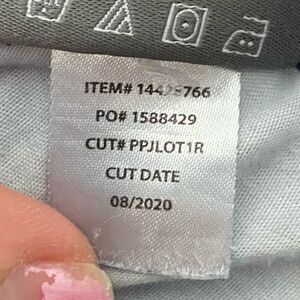 PO# 1588429
CUT# PPJLOT1R
CUT DATE
08/2020
ITEM#